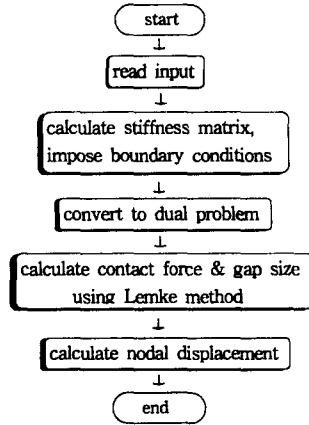 start
read input
calculate stiffness matrix,
impose boundary conditions
convert to dual problem
calculate contact force & gap size
using Lemke method
calculate nodal displacement
end